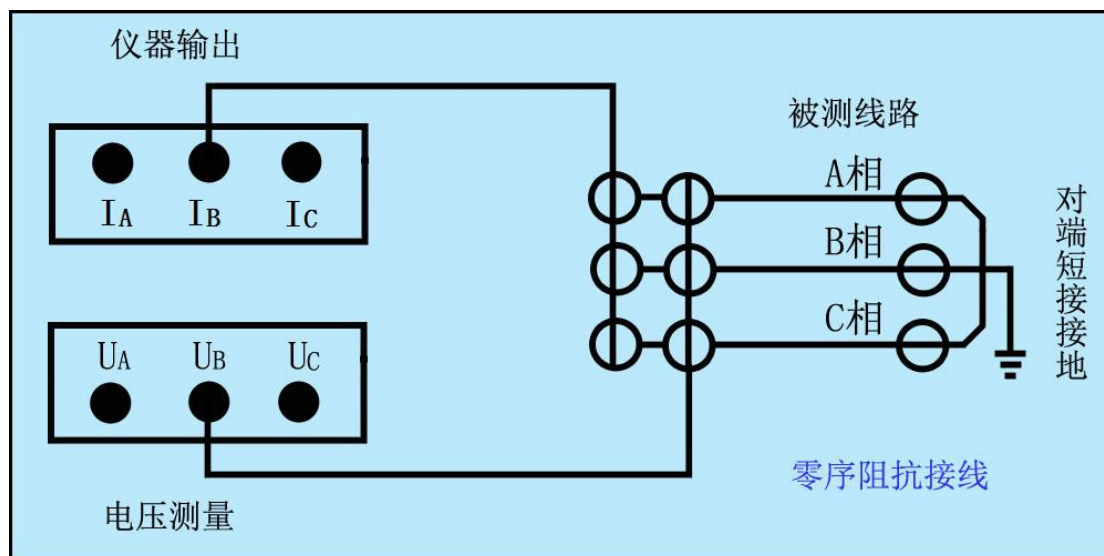 仪器输出
IA IB IC
被测线路
A相
B相
C相
对端短接接地
UA UB UC
电压测量
零序阻抗接线